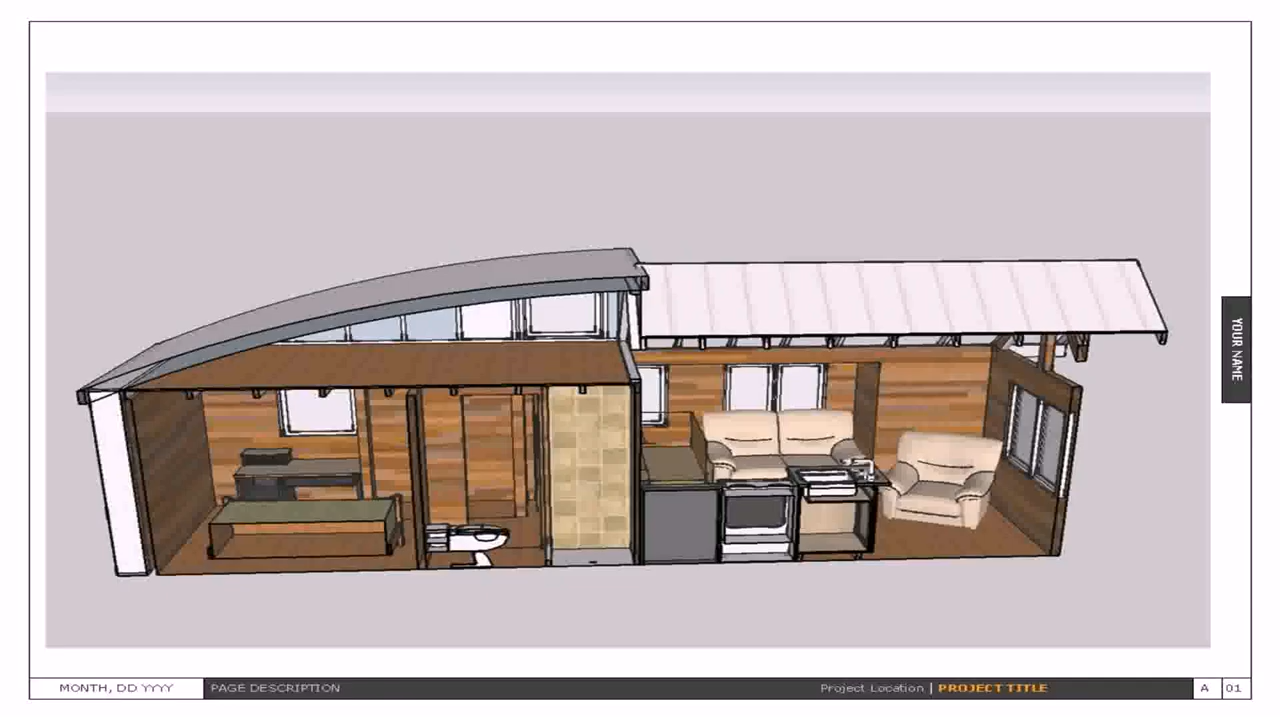 YOUR NAME
MONTH, DD YYYY
PAGE DESCRIPTION
Project Location | PROJECT TITLE
A 01